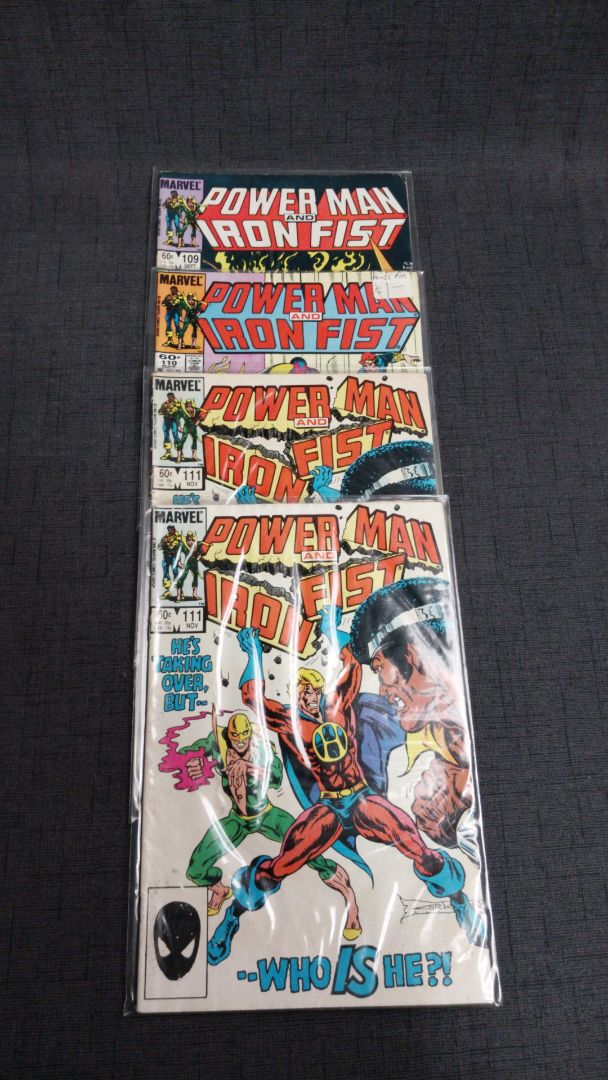 MARVEL
POWER MAN
AND
IRON FIST
60¢
109
SEPT
MARVEL
POWER MAN
AND
IRON FIST
60¢
110
MARVEL
POWER MAN
AND
IRON FIST
60¢
111
NOV
HE'S
MARVEL
POWER MAN
AND
IRON FIST
60¢
111
NOV
HE'S
TAKING
OVER,
BUT--
H
--WHO IS HE?!